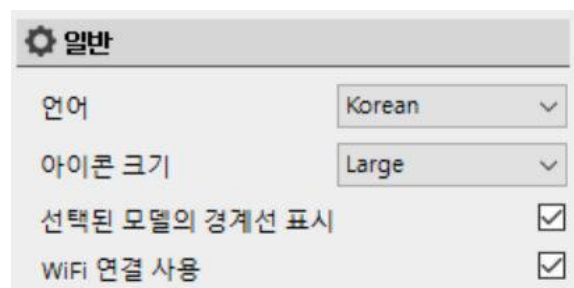 일반
언어 Korean
아이콘 크기 Large
선택된 모델의 경계선 표시
WiFi 연결 사용